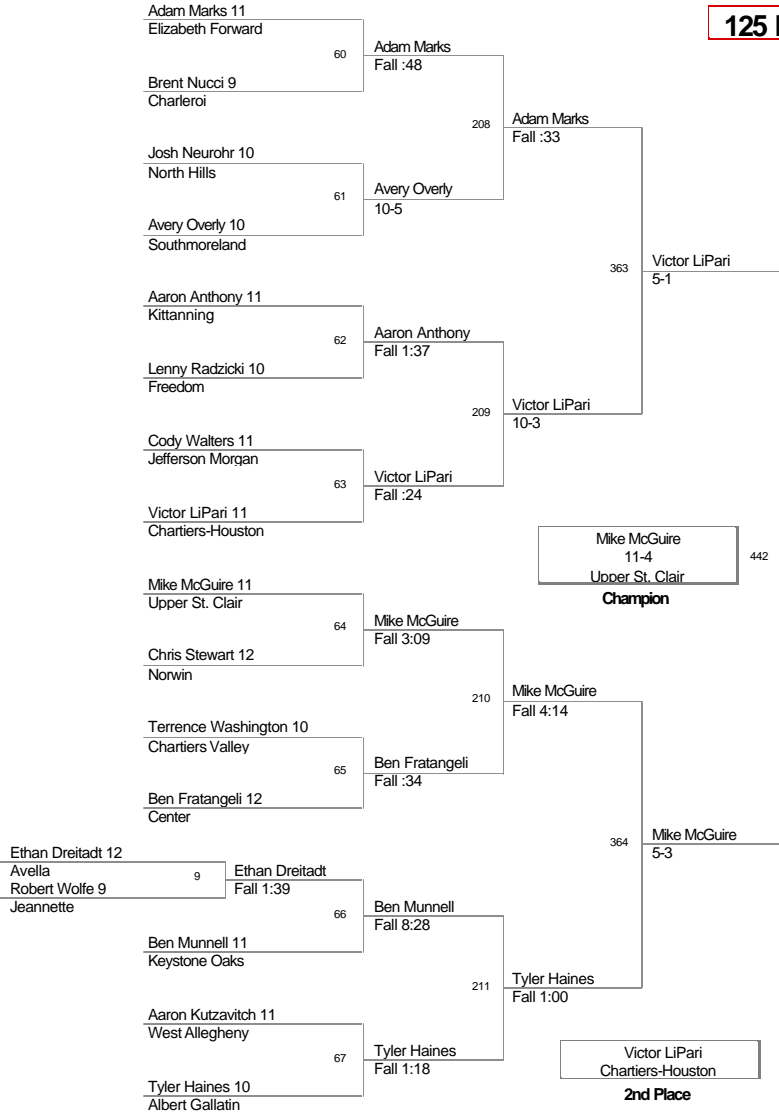 125 
Adam Marks 11
Elizabeth Forward
60
Adam Marks
Fall :48
Brent Nucci 9
Charleroi
208
Adam Marks
Fall :33
Josh Neurohr 10
North Hills
61
Avery Overly
10-5
Avery Overly 10
Southmoreland
363
Victor LiPari
5-1
Aaron Anthony 11
Kittanning
62
Aaron Anthony
Fall 1:37
Lenny Radzicki 10
Freedom
209
Victor LiPari
10-3
Cody Walters 11
Jefferson Morgan
63
Victor LiPari
Fall :24
Victor LiPari 11
Chartiers-Houston
Mike McGuire
11-4
Upper St. Clair
442
Champion
Mike McGuire 11
Upper St. Clair
64
Mike McGuire
Fall 3:09
Chris Stewart 12
Norwin
210
Mike McGuire
Fall 4:14
Terrence Washington 10
Chartiers Valley
65
Ben Fratangeli
Fall :34
Ben Fratangeli 12
Center
364
Mike McGuire
5-3
Ethan Dreitadt 12
Avella
9
Robert Wolfe 9
Jeannette
Ethan Dreitadt
Fall 1:39
66
Ben Munnell
Fall 8:28
Ben Munnell 11
Keystone Oaks
211
Tyler Haines
Fall 1:00
Aaron Kutzavitch 11
West Allegheny
67
Tyler Haines
Fall 1:18
Tyler Haines 10
Albert Gallatin
Victor LiPari
Chartiers-Houston
2nd Place